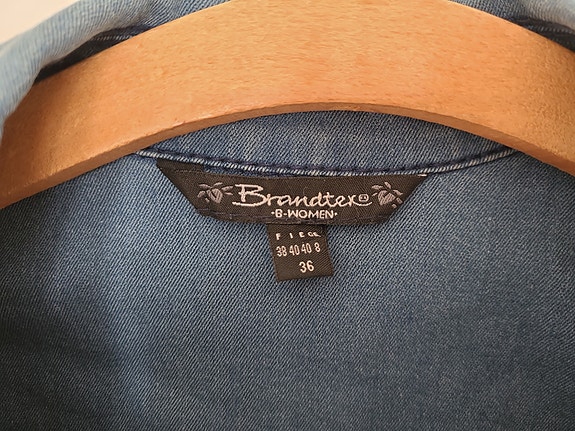 Brandtex®
·B-WOMEN·
F I E GB
38 40 40 8
36